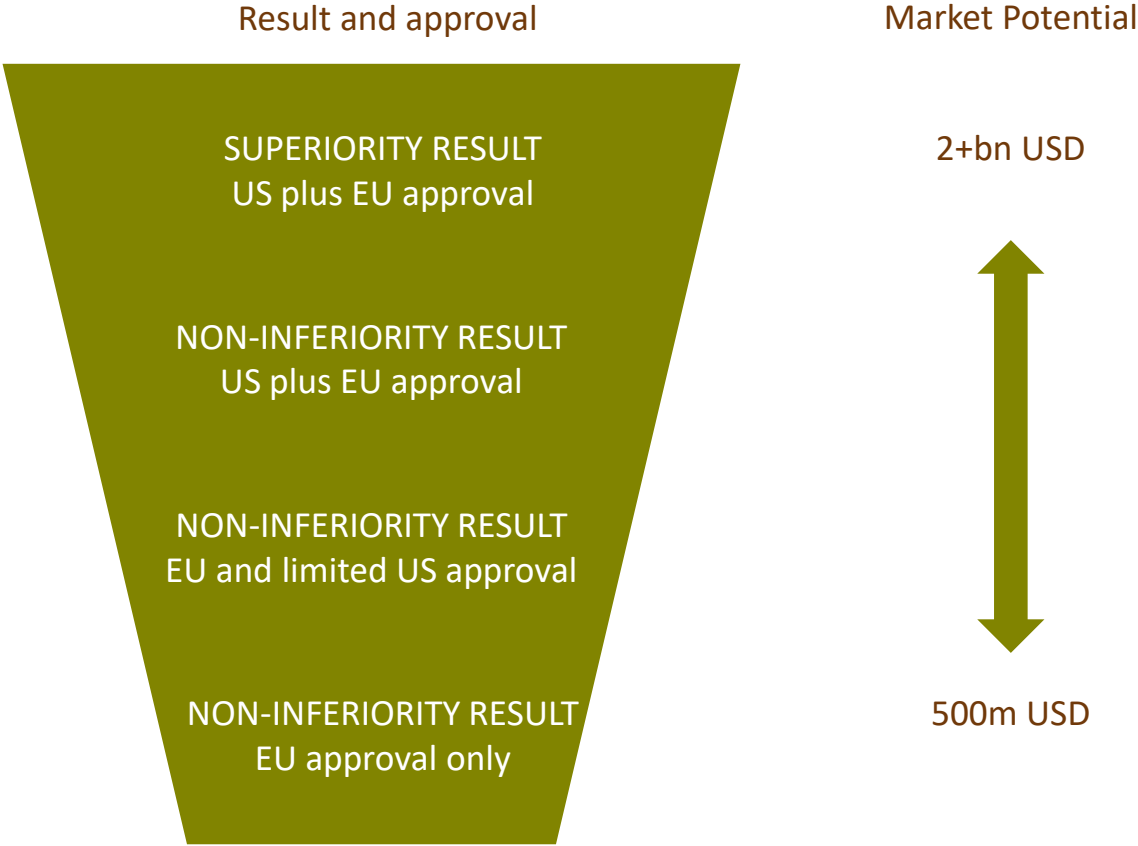 Result and approval
Market Potential
SUPERIORITY RESULT
US plus EU approval
2+bn USD
NON-INFERIORITY RESULT
US plus EU approval
NON-INFERIORITY RESULT
EU and limited US approval
NON-INFERIORITY RESULT
EU approval only
500m USD